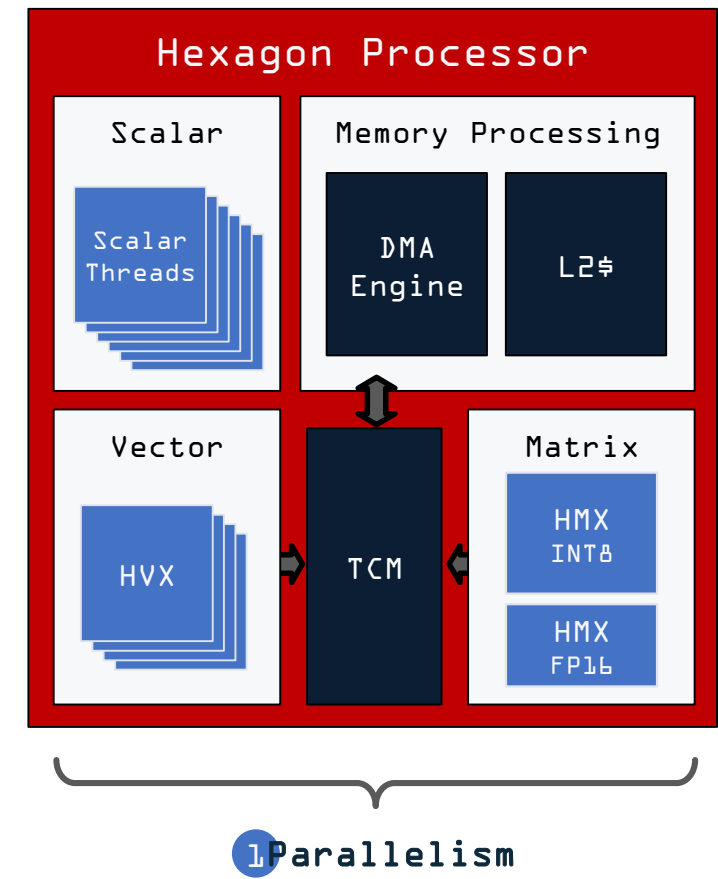 Hexagon Processor
Scalar
Scalar
Threads
Memory Processing
DMA
Engine
L2$
Vector
HVX
TCM
Matrix
HMX
INT8
HMX
FP16
1 Parallelism